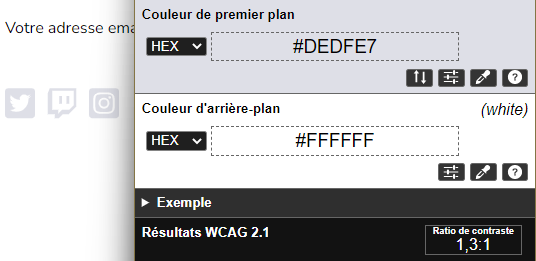 Couleur de premier plan
Votre adresse ema
HEX
#DEDFE7
Couleur d'arrière-plan
(white)
HEX
#FFFFFF
Exemple
Résultats WCAG 2.1
Ratio de contraste
1,3:1